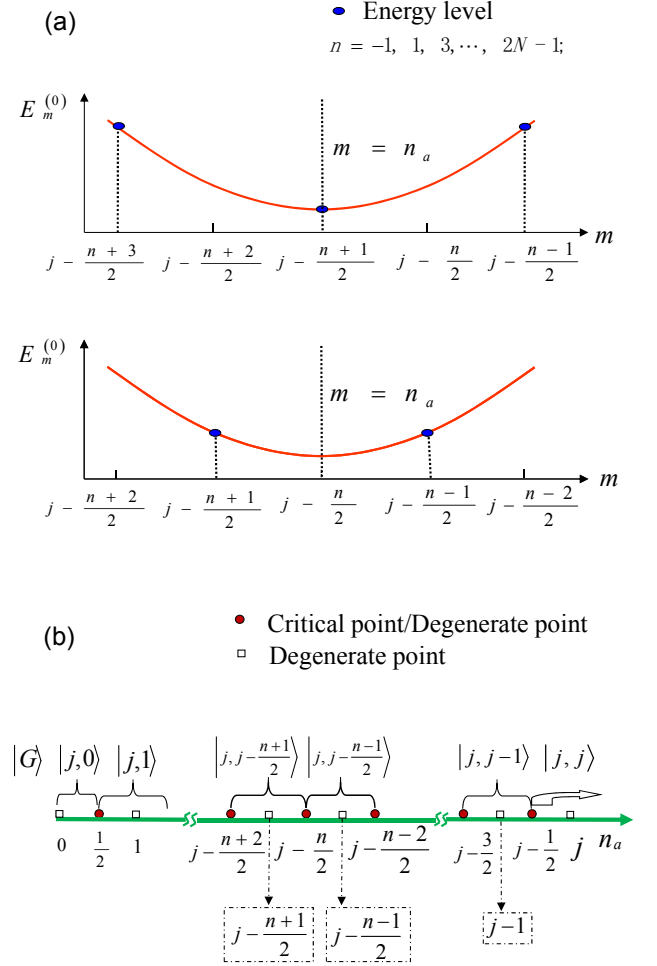 (a)
Energy level
n = −1, 1, 3, ⋯, 2N − 1;
E_m^(0)
m = n_a
j − (n + 3)/2 j − (n + 2)/2 j − (n + 1)/2 j − n/2 j − (n − 1)/2 m
E_m^(0)
m = n_a
j − (n + 2)/2 j − (n + 1)/2 j − n/2 j − (n − 1)/2 j − (n − 2)/2 m
(b)
Critical point/Degenerate point
Degenerate point
|G⟩ |j,0⟩ |j,1⟩ |j, j − (n+1)/2⟩ |j, j − (n−1)/2⟩ |j, j−1⟩ |j, j⟩
0 1/2 1 j − (n+2)/2 j − n/2 j − (n−2)/2 j − 3/2 j − 1/2 j n_a
j − (n+1)/2 j − (n−1)/2 j−1